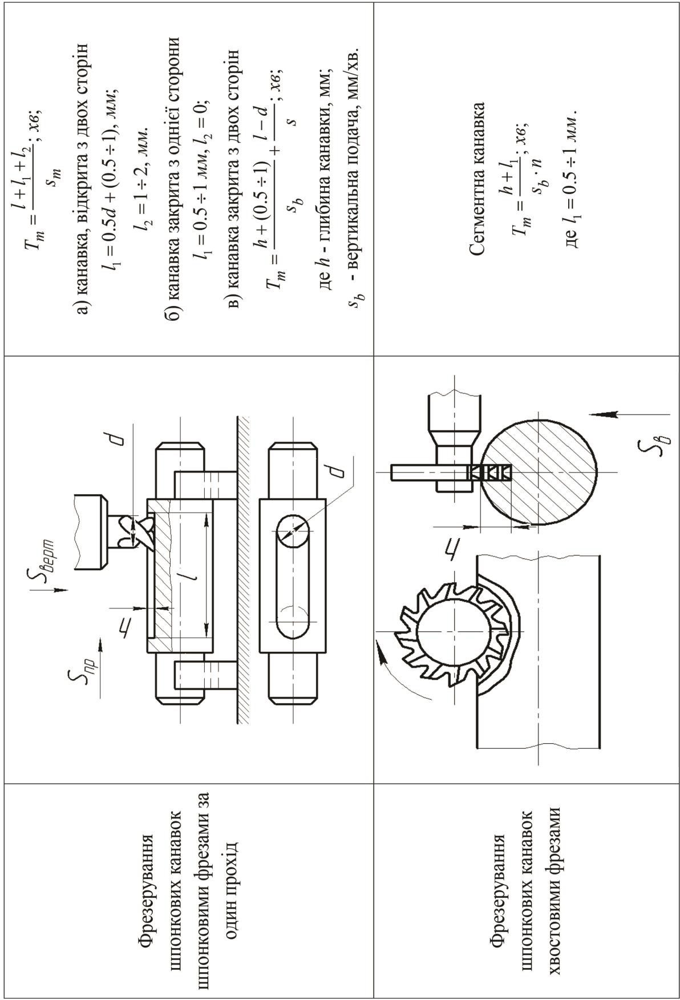 Фрезерування
шпонкових канавок
шпонковими фрезами за
один прохід
Sверт
Sпр
h
d
l
d
T_m = (l + l_1 + l_2) / s_m ; хв;
а) канавка, відкрита з двох сторін
l_1 = 0.5d + (0.5 ÷ 1), мм;
l_2 = 1 ÷ 2, мм.
б) канавка закрита з однієї сторони
l_1 = 0.5 ÷ 1 мм, l_2 = 0;
в) канавка закрита з двох сторін
T_m = (h + (0.5 ÷ 1)) / s_b + (l − d) / s ; хв;
де h - глибина канавки, мм;
s_b - вертикальна подача, мм/хв.
Фрезерування
шпонкових канавок
хвостовими фрезами
h
Sв
Сегментна канавка
T_m = (h + l_1) / (s_b · n) ; хв;
де l_1 = 0.5 ÷ 1 мм.